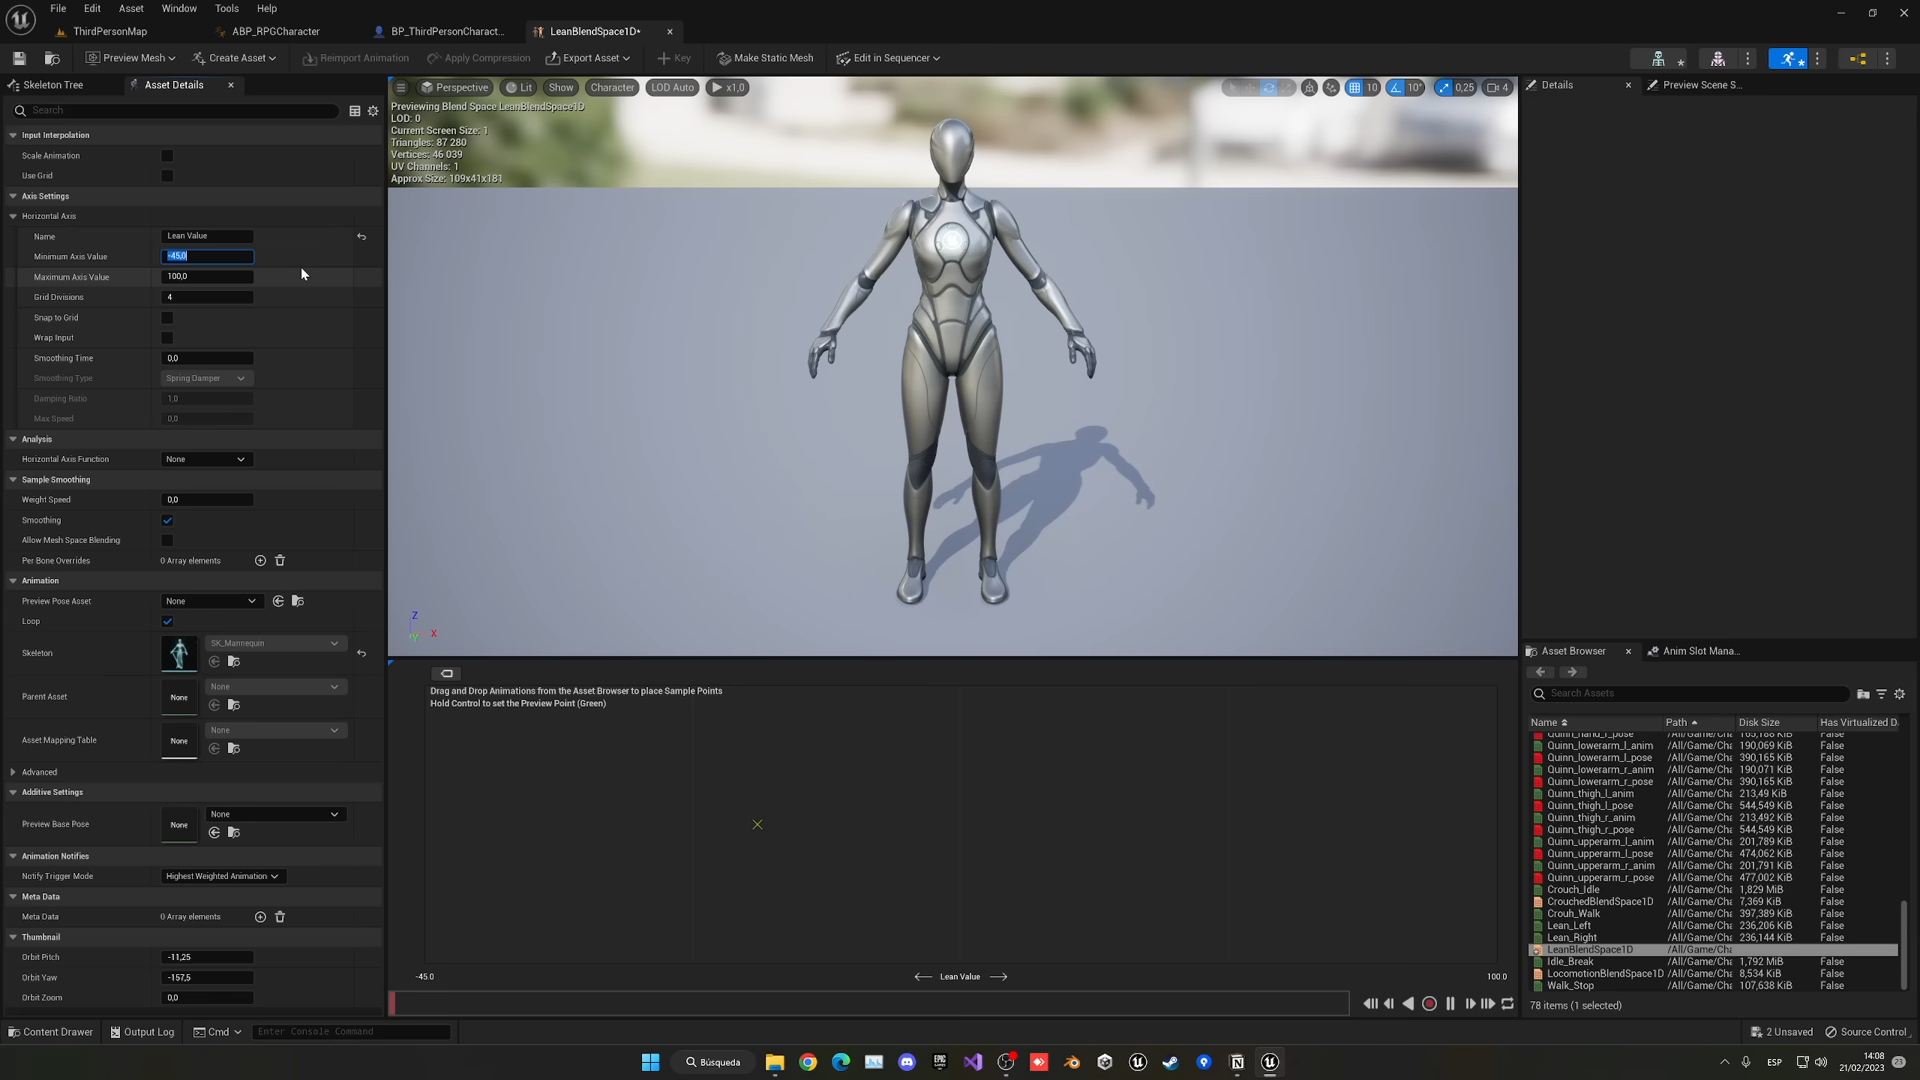 File Edit Asset Window Tools Help
ThirdPersonMap ABP_RPGCharacter BP_ThirdPersonCharact... LeanBlendSpace1D*
Preview Mesh Create Asset Reimport Animation Apply Compression Export Asset Key Make Static Mesh Edit in Sequencer
Skeleton Tree Asset Details
Search
Input Interpolation
Scale Animation
Use Grid
Axis Settings
Horizontal Axis
Name Lean Value
Minimum Axis Value -45,0
Maximum Axis Value 100,0
Grid Divisions 4
Snap to Grid
Wrap Input
Smoothing Time 0,0
Smoothing Type Spring Damper
Damping Ratio 1,0
Max Speed 0,0
Analysis
Horizontal Axis Function None
Sample Smoothing
Weight Speed 0,0
Smoothing
Allow Mesh Space Blending
Per Bone Overrides 0 Array elements
Animation
Preview Pose Asset None
Loop
Skeleton SK_Mannequin
Parent Asset None None
Asset Mapping Table None None
Advanced
Additive Settings
Preview Base Pose None None
Animation Notifies
Notify Trigger Mode Highest Weighted Animation
Meta Data
Meta Data 0 Array elements
Thumbnail
Orbit Pitch -11,25
Orbit Yaw -157,5
Orbit Zoom 0,0
Perspective Lit Show Character LOD Auto x1,0 10 10° 0,25 4
Previewing Blend Space LeanBlendSpace1D
LOD: 0
Current Screen Size: 1
Triangles: 87 280
Vertices: 46 039
UV Channels: 1
Approx Size: 109x41x181
Z
Y X
Drag and Drop Animations from the Asset Browser to place Sample Points
Hold Control to set the Preview Point (Green)
-45.0 Lean Value 100.0
Details Preview Scene S...
Asset Browser Anim Slot Mana...
Search Assets
Name Path Disk Size Has Virtualized D
Quinn_hand_r_pose /All/Game/Cha 165,188 KiB False
Quinn_lowerarm_l_anim /All/Game/Cha 190,069 KiB False
Quinn_lowerarm_l_pose /All/Game/Cha 390,165 KiB False
Quinn_lowerarm_r_anim /All/Game/Cha 190,071 KiB False
Quinn_lowerarm_r_pose /All/Game/Cha 390,165 KiB False
Quinn_thigh_l_anim /All/Game/Cha 213,49 KiB False
Quinn_thigh_l_pose /All/Game/Cha 544,549 KiB False
Quinn_thigh_r_anim /All/Game/Cha 213,492 KiB False
Quinn_thigh_r_pose /All/Game/Cha 544,549 KiB False
Quinn_upperarm_l_anim /All/Game/Cha 201,789 KiB False
Quinn_upperarm_l_pose /All/Game/Cha 474,062 KiB False
Quinn_upperarm_r_anim /All/Game/Cha 201,791 KiB False
Quinn_upperarm_r_pose /All/Game/Cha 477,002 KiB False
Crouch_Idle /All/Game/Cha 1,829 MiB False
CrouchedBlendSpace1D /All/Game/Cha 7,369 KiB False
Crouh_Walk /All/Game/Cha 397,389 KiB False
Lean_Left /All/Game/Cha 236,206 KiB False
Lean_Right /All/Game/Cha 236,144 KiB False
LeanBlendSpace1D /All/Game/Cha
Idle_Break /All/Game/Cha 1,792 MiB False
LocomotionBlendSpace1D /All/Game/Cha 8,534 KiB False
Walk_Stop /All/Game/Cha 107,638 KiB False
78 items (1 selected)
Content Drawer Output Log Cmd Enter Console Command 2 Unsaved Source Control
Búsqueda ESP 14:08
21/02/2023 23